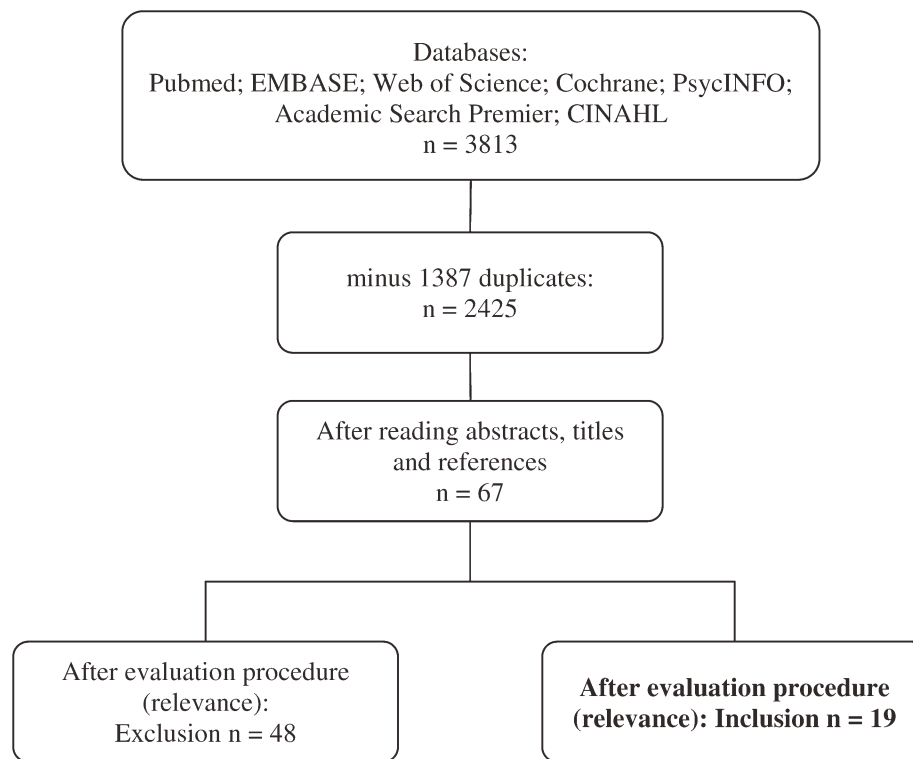 Databases:
Pubmed; EMBASE; Web of Science; Cochrane; PsycINFO;
Academic Search Premier; CINAHL
n = 3813
minus 1387 duplicates:
n = 2425
After reading abstracts, titles
and references
n = 67
After evaluation procedure
(relevance):
Exclusion n = 48
After evaluation procedure
(relevance): Inclusion n = 19